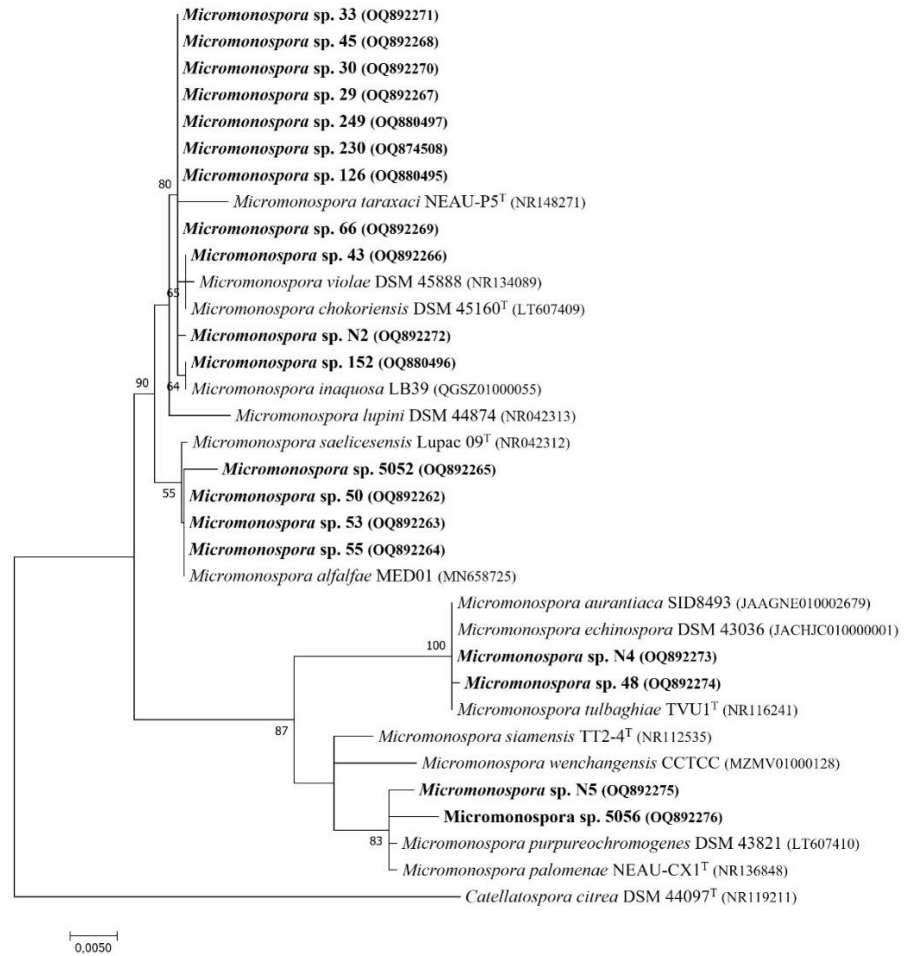 Micromonospora sp. 33 (OQ892271)
Micromonospora sp. 45 (OQ892268)
Micromonospora sp. 30 (OQ892270)
Micromonospora sp. 29 (OQ892267)
Micromonospora sp. 249 (OQ880497)
Micromonospora sp. 230 (OQ874508)
Micromonospora sp. 126 (OQ880495)
80
Micromonospora taraxaci NEAU-P5ᵀ (NR148271)
Micromonospora sp. 66 (OQ892269)
Micromonospora sp. 43 (OQ892266)
Micromonospora violae DSM 45888 (NR134089)
65
Micromonospora chokoriensis DSM 45160ᵀ (LT607409)
Micromonospora sp. N2 (OQ892272)
Micromonospora sp. 152 (OQ880496)
90
64
Micromonospora inaquosa LB39 (QGSZ01000055)
Micromonospora lupini DSM 44874 (NR042313)
Micromonospora saelicesensis Lupac 09ᵀ (NR042312)
Micromonospora sp. 5052 (OQ892265)
55
Micromonospora sp. 50 (OQ892262)
Micromonospora sp. 53 (OQ892263)
Micromonospora sp. 55 (OQ892264)
Micromonospora alfalfae MED01 (MN658725)
Micromonospora aurantiaca SID8493 (JAAGNE010002679)
Micromonospora echinospora DSM 43036 (JACHJC010000001)
100
Micromonospora sp. N4 (OQ892273)
Micromonospora sp. 48 (OQ892274)
Micromonospora tulbaghiae TVU1ᵀ (NR116241)
87
Micromonospora siamensis TT2-4ᵀ (NR112535)
Micromonospora wenchangensis CCTCC (MZMV01000128)
Micromonospora sp. N5 (OQ892275)
Micromonospora sp. 5056 (OQ892276)
83
Micromonospora purpureochromogenes DSM 43821 (LT607410)
Micromonospora palomenae NEAU-CX1ᵀ (NR136848)
Catellatospora citrea DSM 44097ᵀ (NR119211)
0,0050